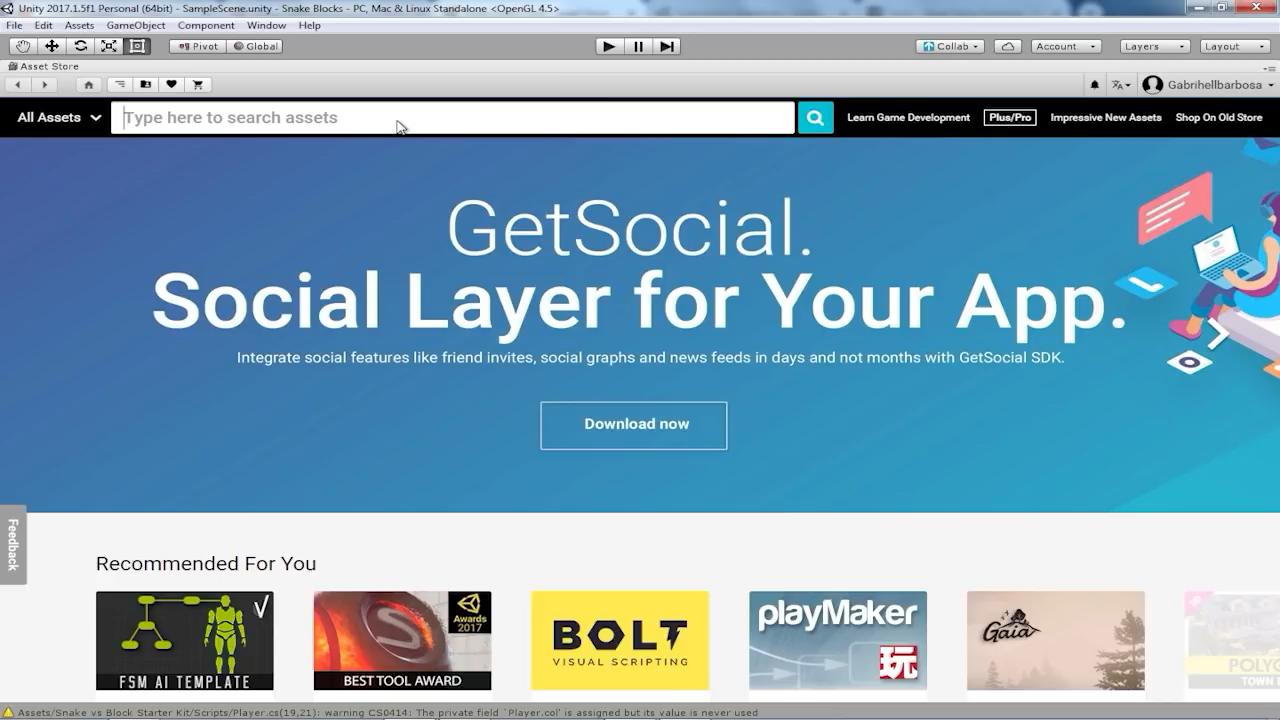 Unity 2017.1.5f1 Personal (64bit) - SampleScene.unity - Snake Blocks - PC, Mac & Linux Standalone <OpenGL 4.5>
File Edit Assets GameObject Component Window Help
Pivot Global Collab Account Layers Layout
Asset Store
Gabrihellbarbosa
All Assets Type here to search assets Learn Game Development Plus/Pro Impressive New Assets Shop On Old Store
GetSocial.
Social Layer for Your App.
Integrate social features like friend invites, social graphs and news feeds in days and not months with GetSocial SDK.
Download now
Feedback
Recommended For You
FSM AI TEMPLATE
Awards
2017
S
BEST TOOL AWARD
BOLT
VISUAL SCRIPTING
playMaker
玩
Gaia
POLYG
TOWN
Assets/Snake vs Block Starter Kit/Scripts/Player.cs(19,21): warning CS0414: The private field `Player.col' is assigned but its value is never used